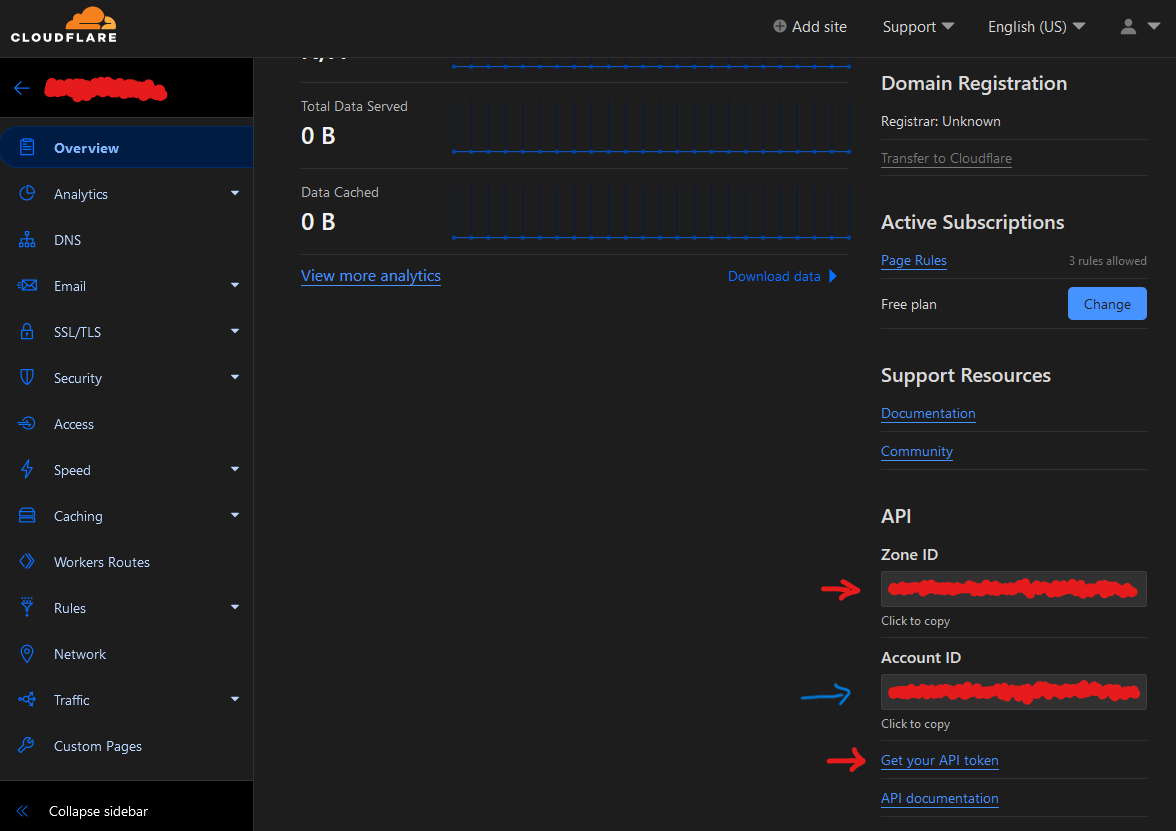 CLOUDFLARE
Add site
Support
English (US)
Overview
Analytics
DNS
Email
SSL/TLS
Security
Access
Speed
Caching
Workers Routes
Rules
Network
Traffic
Custom Pages
Collapse sidebar
Total Data Served
0 B
Data Cached
0 B
View more analytics
Download data
Domain Registration
Registrar: Unknown
Transfer to Cloudflare
Active Subscriptions
Page Rules 3 rules allowed
Free plan Change
Support Resources
Documentation
Community
API
Zone ID
Click to copy
Account ID
Click to copy
Get your API token
API documentation